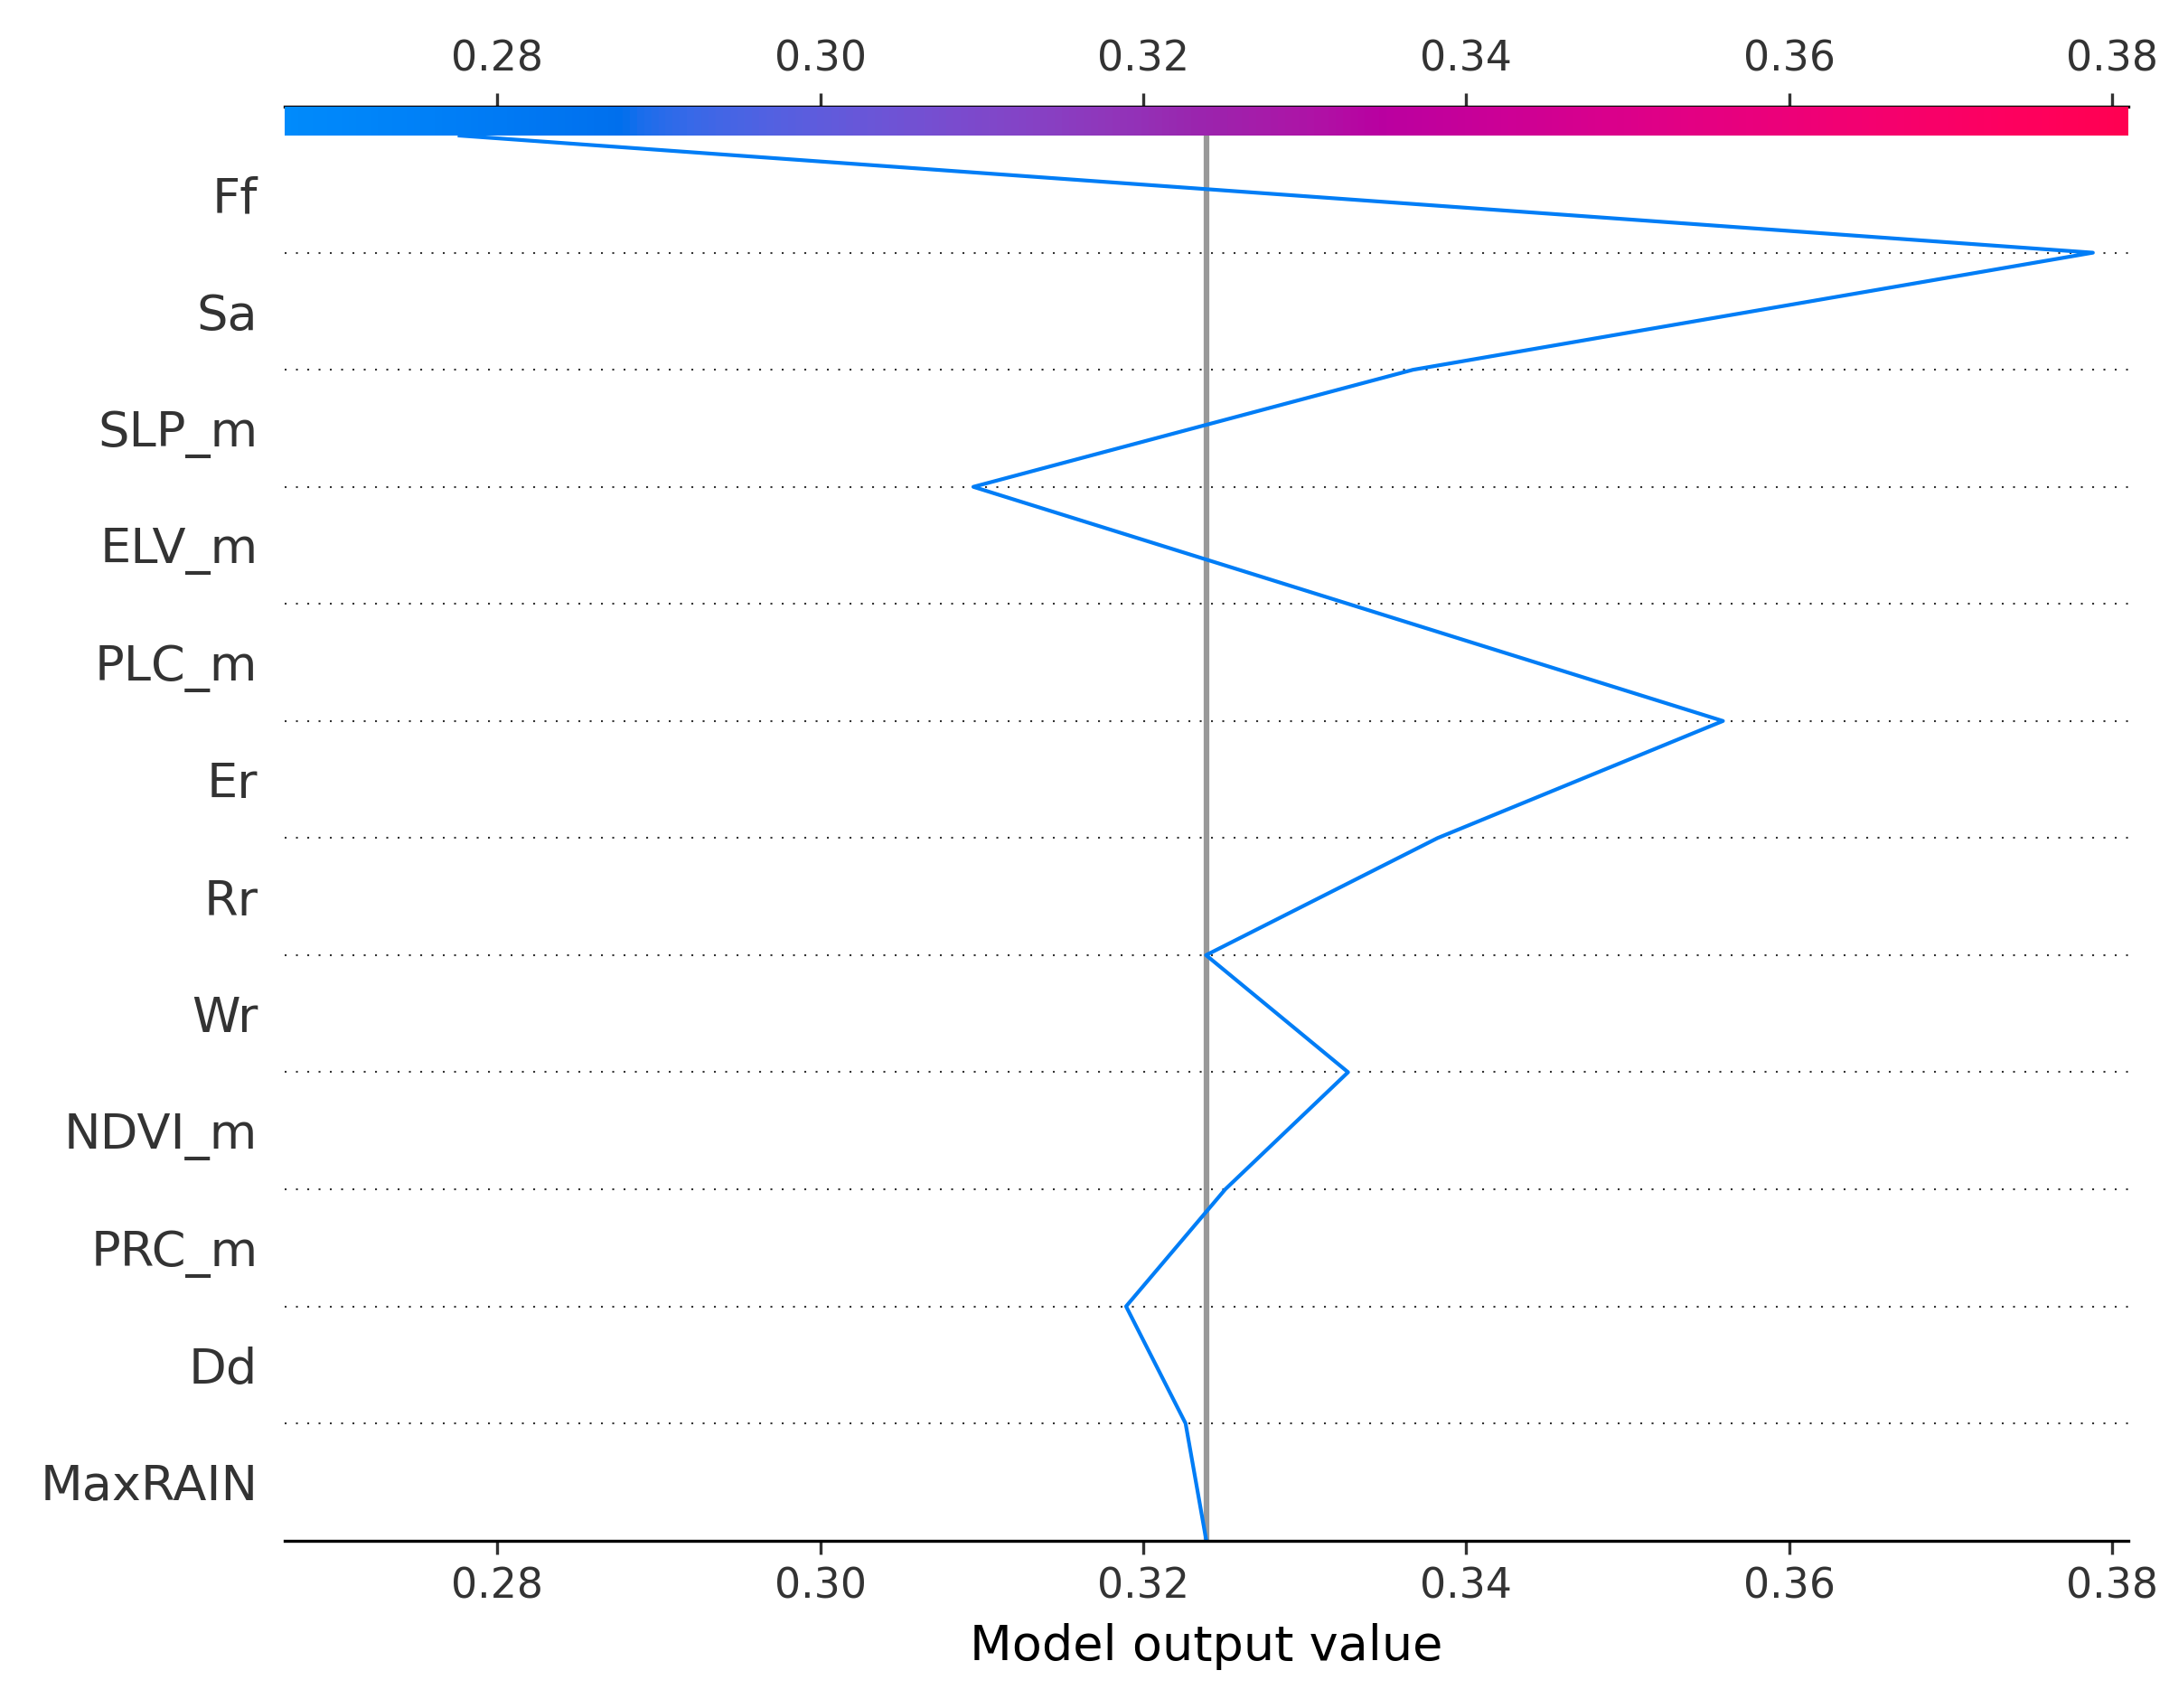 0.28 0.30 0.32 0.34 0.36 0.38
Ff
Sa
SLP_m
ELV_m
PLC_m
Er
Rr
Wr
NDVI_m
PRC_m
Dd
MaxRAIN
0.28 0.30 0.32 0.34 0.36 0.38
Model output value